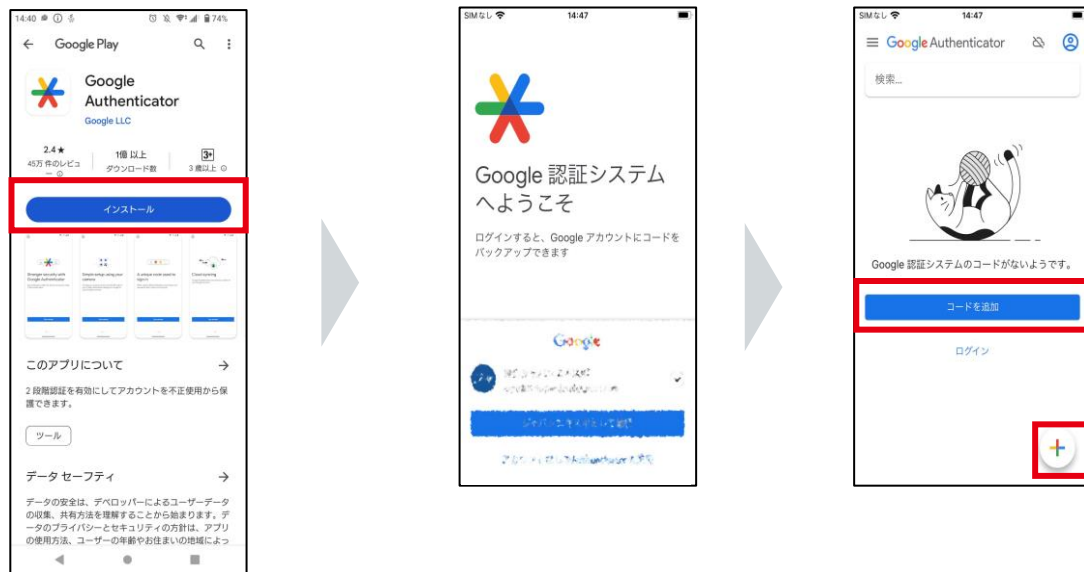 14:40
74%
Google Play
Google
Authenticator
Google LLC
2.4★
45万 件のレビュ
ー
1億 以上
ダウンロード数
3+
3 歳以上
インストール
このアプリについて
2 段階認証を有効にしてアカウントを不正使用から保
護できます。
ツール
データ セーフティ
データの安全は、デベロッパーによるユーザーデータ
の収集、共有方法を理解することから始まります。デ
ータのプライバシーとセキュリティの方針は、アプリ
の使用方法、ユーザーの年齢やお住まいの地域によっ
SIMなし
14:47
Google 認証システム
へようこそ
ログインすると、Google アカウントにコードを
バックアップできます
Google
SIMなし
14:47
Google Authenticator
検索...
Google 認証システムのコードがないようです。
コードを追加
ログイン